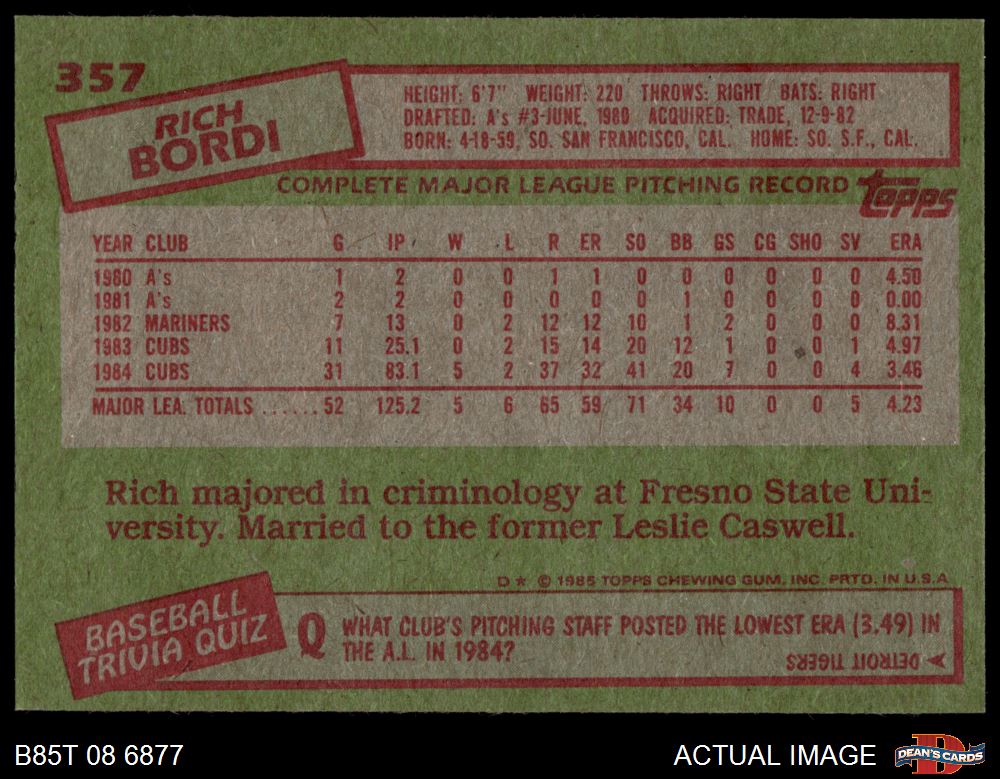 357
RICH
BORDI
HEIGHT: 6'7" WEIGHT: 220 THROWS: RIGHT BATS: RIGHT
DRAFTED: A's #3-JUNE, 1980 ACQUIRED: TRADE, 12-9-82
BORN: 4-18-59, SO. SAN FRANCISCO, CAL. HOME: SO. S.F., CAL.
COMPLETE MAJOR LEAGUE PITCHING RECORD topps
YEAR CLUB G IP W L R ER SO BB GS CG SHO SV ERA
1980 A's 1 2 0 0 1 1 0 0 0 0 0 0 4.50
1981 A's 2 2 0 0 0 0 0 1 0 0 0 0 0.00
1982 MARINERS 7 13 0 2 12 12 10 1 2 0 0 0 8.31
1983 CUBS 11 25.1 0 2 15 14 20 12 1 0 0 1 4.97
1984 CUBS 31 83.1 5 2 37 32 41 20 7 0 0 4 3.46
MAJOR LEA. TOTALS ......52 125.2 5 6 65 59 71 34 10 0 0 5 4.23
Rich majored in criminology at Fresno State Uni-
versity. Married to the former Leslie Caswell.
D* © 1985 TOPPS CHEWING GUM, INC. PRTD. IN U.S.A.
BASEBALL
TRIVIA QUIZ
Q WHAT CLUB'S PITCHING STAFF POSTED THE LOWEST ERA (3.49) IN
THE A.L. IN 1984?
A DETROIT TIGERS
B85T 08 6877
ACTUAL IMAGE
D
DEAN'S CARDS